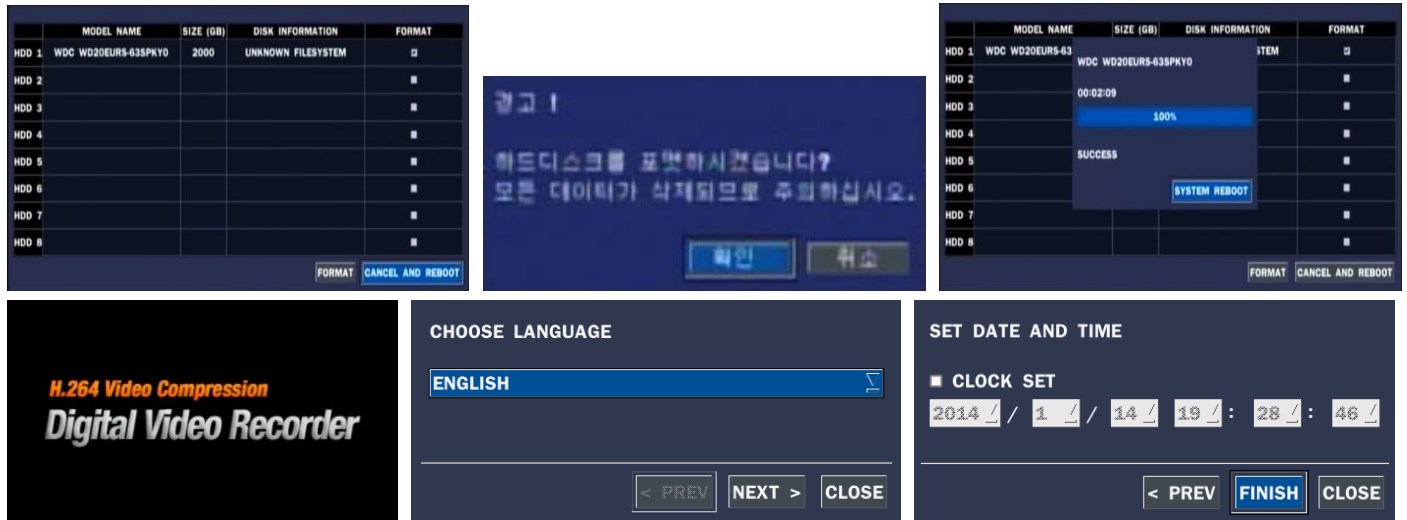 MODEL NAME SIZE (GB) DISK INFORMATION FORMAT
HDD 1 WDC WD20EURS-63SPKY0 2000 UNKNOWN FILESYSTEM
HDD 2
HDD 3
HDD 4
HDD 5
HDD 6
HDD 7
HDD 8
FORMAT CANCEL AND REBOOT
경고 !
하드디스크를 포맷하시겠습니다?
모든 데이터가 삭제되므로 주의하십시오.
확인 취소
MODEL NAME SIZE (GB) DISK INFORMATION FORMAT
HDD 1 WDC WD20EURS-63 STEM
HDD 2
HDD 3
HDD 4
HDD 5
HDD 6
HDD 7
HDD 8
WDC WD20EURS-63SPKY0
00:02:09
100%
SUCCESS
SYSTEM REBOOT
FORMAT CANCEL AND REBOOT
H.264 Video Compression
Digital Video Recorder
CHOOSE LANGUAGE
ENGLISH
< PREV NEXT > CLOSE
SET DATE AND TIME
CLOCK SET
2014 / 1 / 14 19 : 28 : 46
< PREV FINISH CLOSE